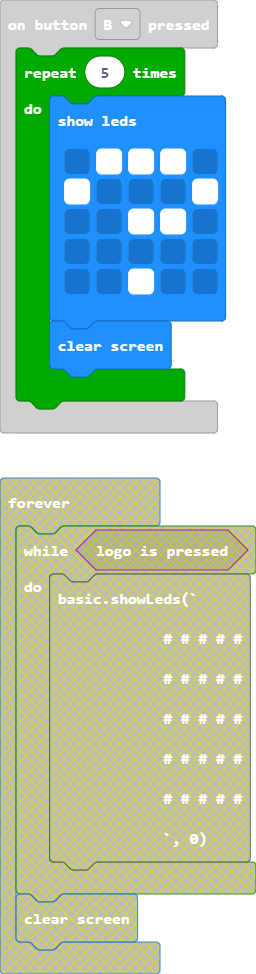 on button B pressed
repeat 5 times
do
show leds
clear screen
forever
while logo is pressed
do
basic.showLeds(`
# # # # #
# # # # #
# # # # #
# # # # #
# # # # #
`, 0)
clear screen